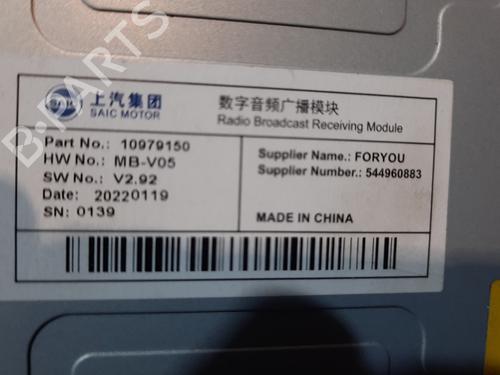 SAIC
上汽集团
SAIC MOTOR
数字音频广播模块
Radio Broadcast Receiving Module
Part No.: 10979150
HW No.: MB-V05
SW No.: V2.92
Date: 20220119
SN: 0139
Supplier Name.: FORYOU
Supplier Number.: 544960883
MADE IN CHINA
B-PARTS